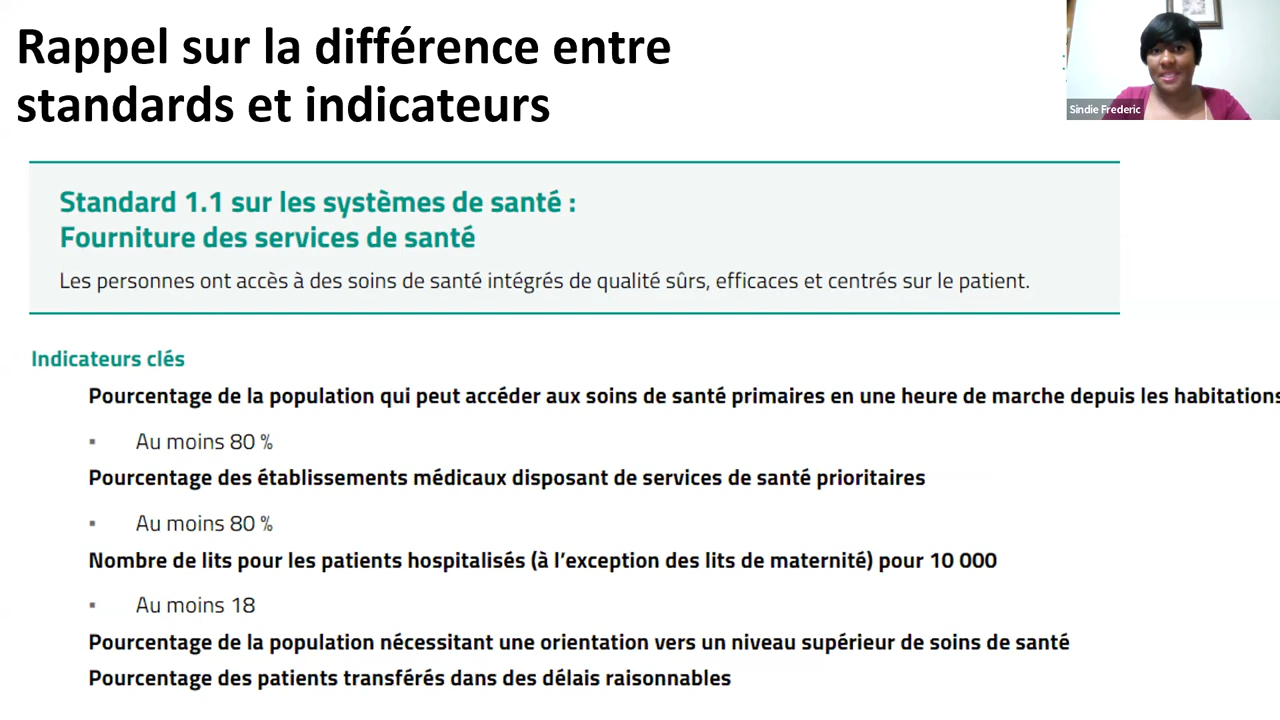 Rappel sur la différence entre
standards et indicateurs
Sindie Frederic
Standard 1.1 sur les systèmes de santé :
Fourniture des services de santé
Les personnes ont accès à des soins de santé intégrés de qualité sûrs, efficaces et centrés sur le patient.
Indicateurs clés
Pourcentage de la population qui peut accéder aux soins de santé primaires en une heure de marche depuis les habitations
▪ Au moins 80 %
Pourcentage des établissements médicaux disposant de services de santé prioritaires
▪ Au moins 80 %
Nombre de lits pour les patients hospitalisés (à l’exception des lits de maternité) pour 10 000
▪ Au moins 18
Pourcentage de la population nécessitant une orientation vers un niveau supérieur de soins de santé
Pourcentage des patients transférés dans des délais raisonnables